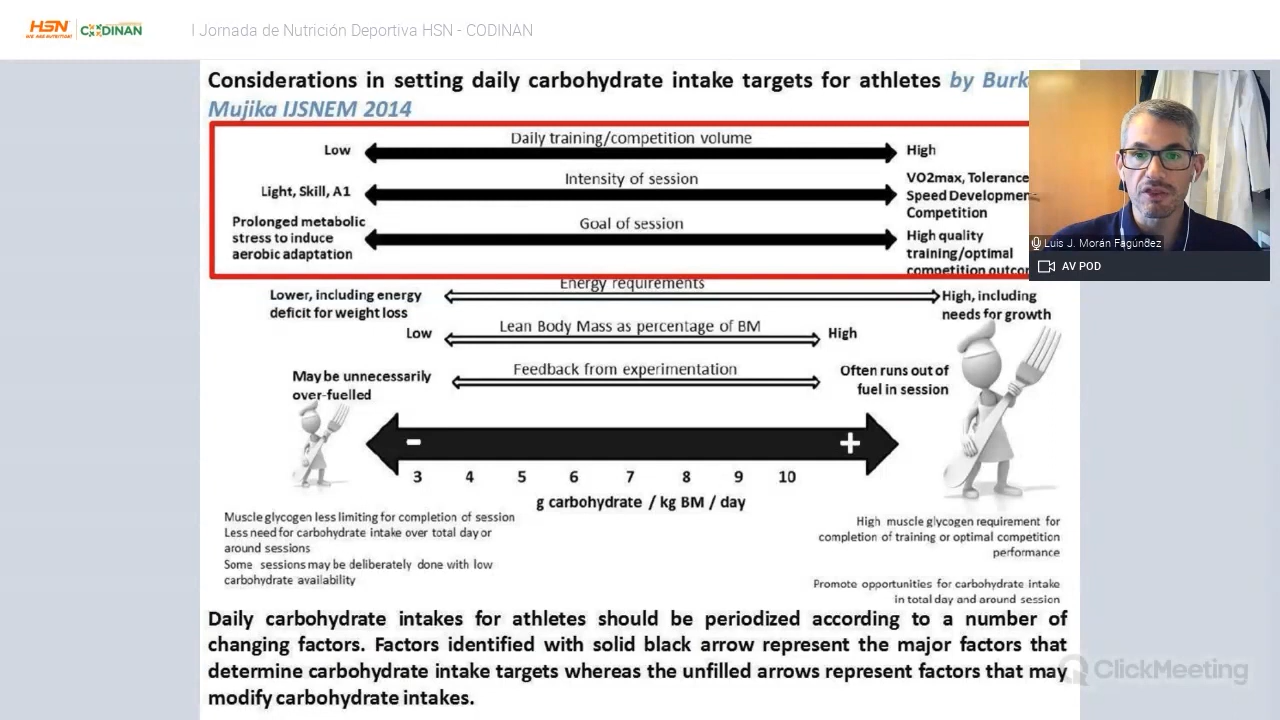 HSN
CODINAN
I Jornada de Nutrición Deportiva HSN - CODINAN
Considerations in setting daily carbohydrate intake targets for athletes by Burk
Mujika IJSNEM 2014
Daily training/competition volume
Low
High
Intensity of session
Light, Skill, A1
VO2max, Tolerance
Speed Developmen
Competition
Goal of session
Prolonged metabolic
stress to induce
aerobic adaptation
High quality
training/optimal
competition outcor
Luis J. Morán Fagúndez
AV POD
Energy requirements
Lower, including energy
deficit for weight loss
High, including
needs for growth
Lean Body Mass as percentage of BM
Low
High
Feedback from experimentation
May be unnecessarily
over-fuelled
Often runs out of
fuel in session
- +
3 4 5 6 7 8 9 10
g carbohydrate / kg BM / day
Muscle glycogen less limiting for completion of session
Less need for carbohydrate intake over total day or
around sessions
Some sessions may be deliberately done with low
carbohydrate availability
High muscle glycogen requirement for
completion of training or optimal competition
performance
Promote opportunities for carbohydrate intake
in total day and around session
Daily carbohydrate intakes for athletes should be periodized according to a number of
changing factors. Factors identified with solid black arrow represent the major factors that
determine carbohydrate intake targets whereas the unfilled arrows represent factors that may
modify carbohydrate intakes.
ClickMeeting